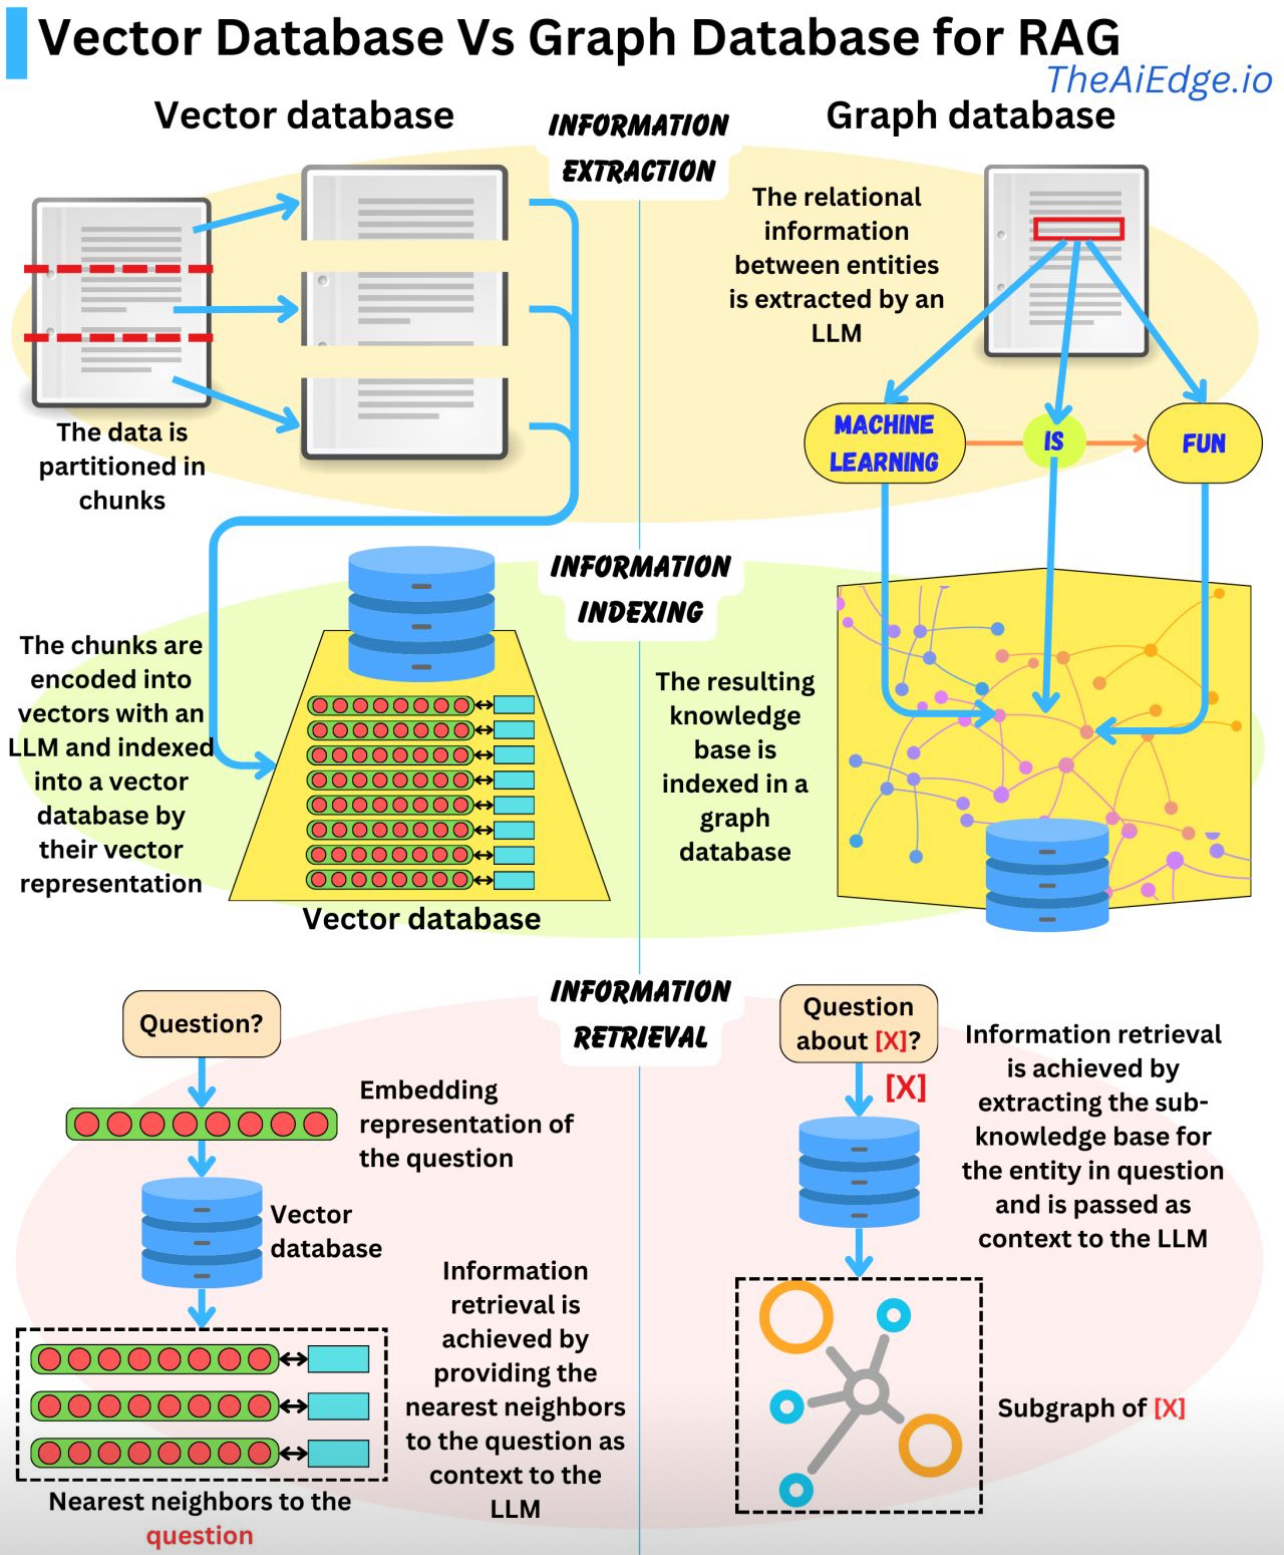 Vector Database Vs Graph Database for RAG
TheAiEdge.io
Vector database
INFORMATION
EXTRACTION
Graph database
The data is
partitioned in
chunks
The relational
information
between entities
is extracted by an
LLM
MACHINE
LEARNING
IS
FUN
INFORMATION
INDEXING
The chunks are
encoded into
vectors with an
LLM and indexed
into a vector
database by
their vector
representation
Vector database
The resulting
knowledge
base is
indexed in a
graph
database
INFORMATION
RETRIEVAL
Question?
Embedding
representation of
the question
Vector
database
Information
retrieval is
achieved by
providing the
nearest neighbors
to the question as
context to the
LLM
Nearest neighbors to the
question
Question
about [X]?
[X]
Information retrieval
is achieved by
extracting the sub-
knowledge base for
the entity in question
and is passed as
context to the LLM
Subgraph of [X]